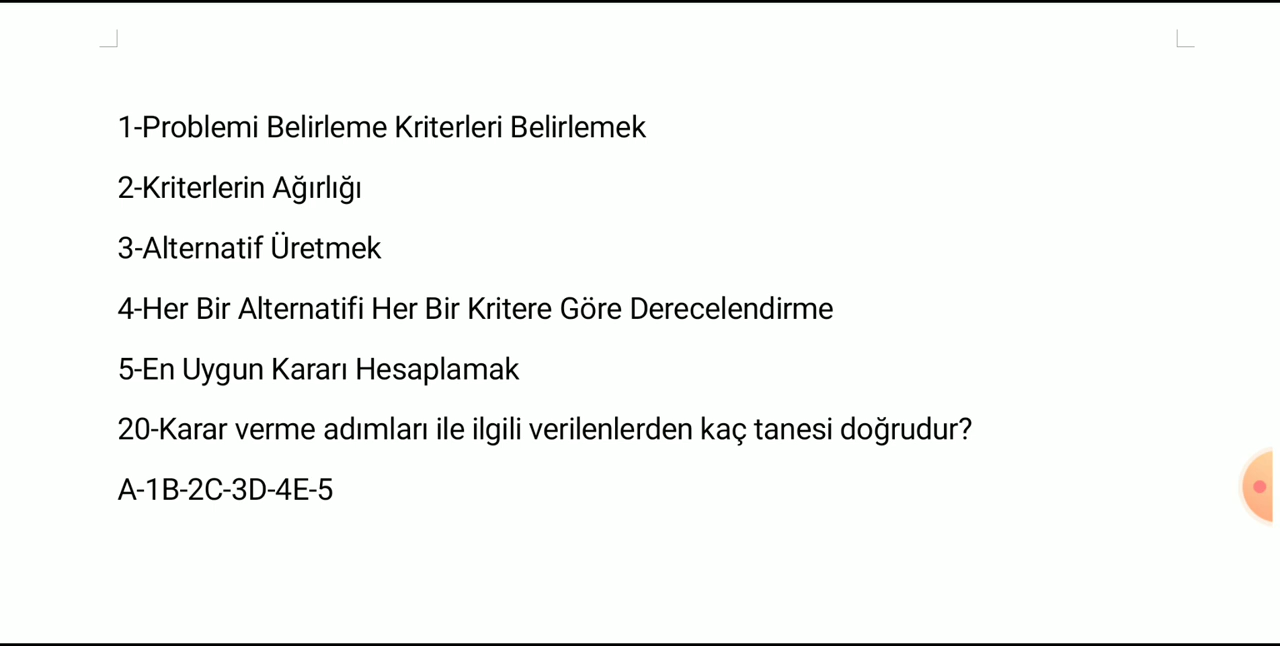 1-Problemi Belirleme Kriterleri Belirlemek
2-Kriterlerin Ağırlığı
3-Alternatif Üretmek
4-Her Bir Alternatifi Her Bir Kritere Göre Derecelendirme
5-En Uygun Kararı Hesaplamak
20-Karar verme adımları ile ilgili verilenlerden kaç tanesi doğrudur?
A-1B-2C-3D-4E-5